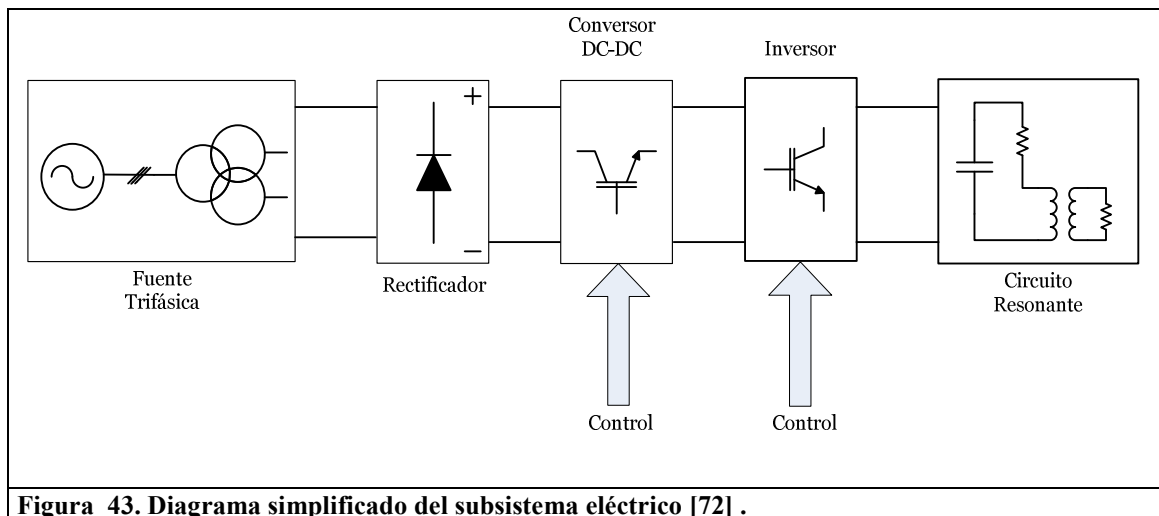 Conversor
DC-DC
Inversor
+
−
Fuente
Trifásica
Rectificador
Circuito
Resonante
Control
Control
Figura 43. Diagrama simplificado del subsistema eléctrico [72] .